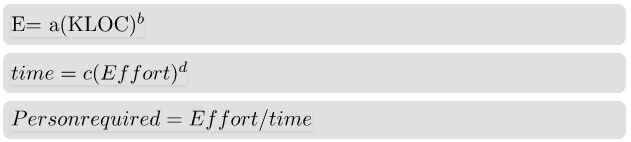 E= a(KLOC)^b
time = c(Effort)^d
Personrequired = Effort/time